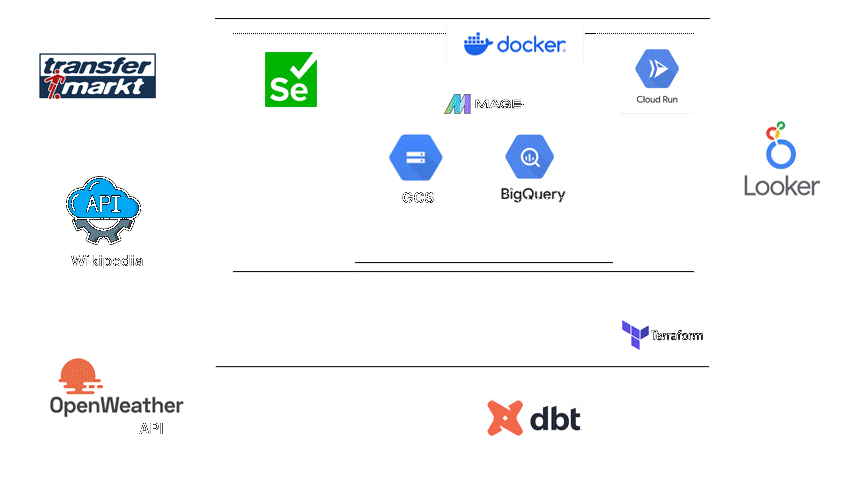 docker
transfer
markt
Se
Cloud Run
MAGE
API
GCS
BigQuery
Looker
Wikipedia
Terraform
OpenWeather
API
dbt